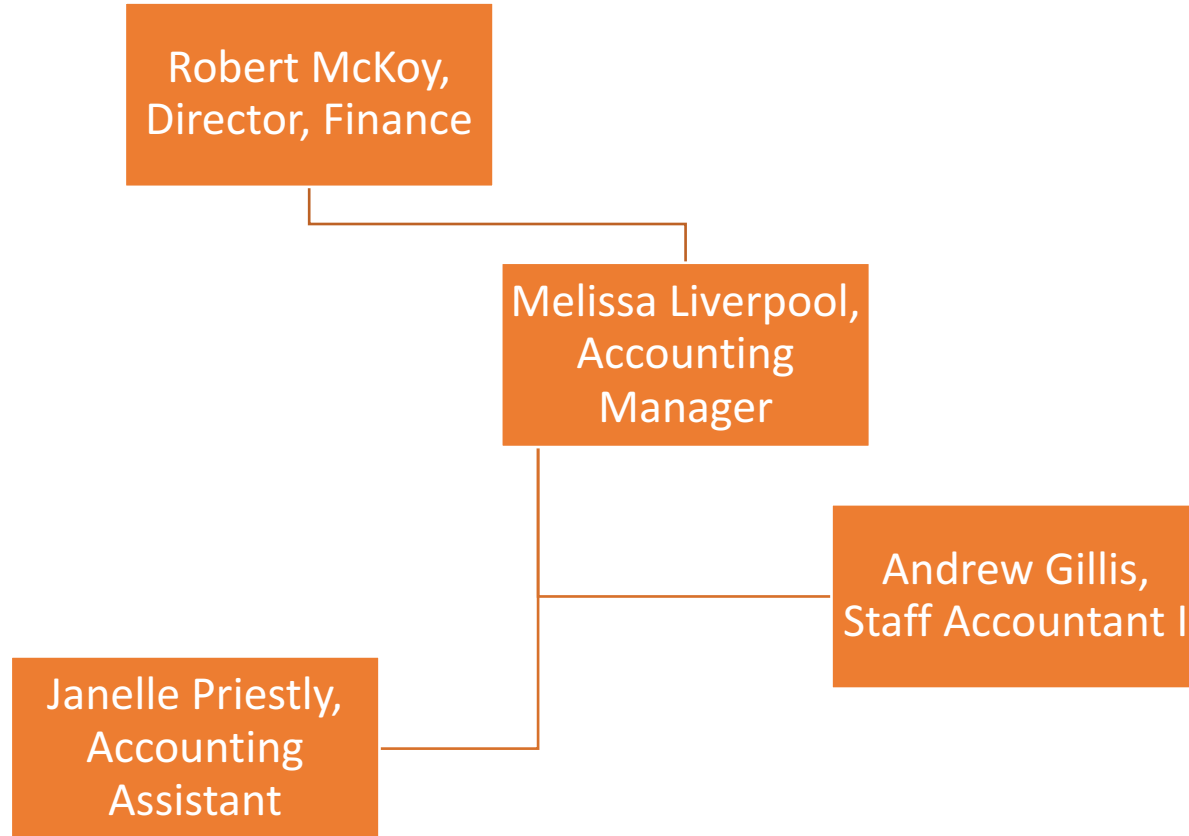 Robert McKoy,
Director, Finance
Melissa Liverpool,
Accounting
Manager
Andrew Gillis,
Staff Accountant I
Janelle Priestly,
Accounting
Assistant